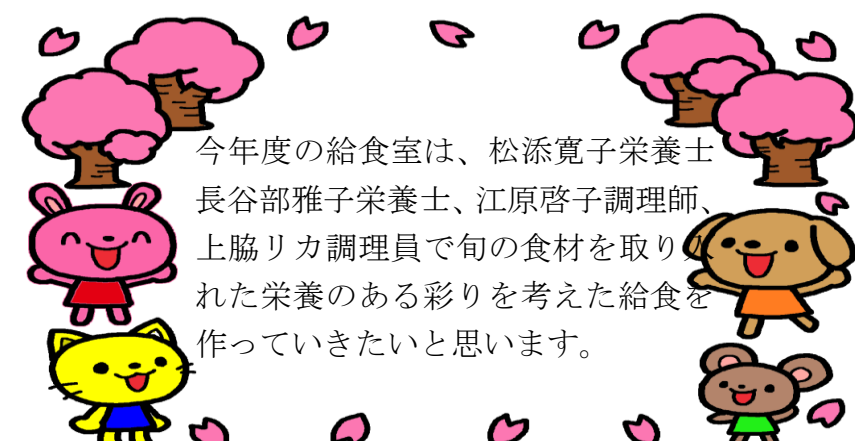 今年度の給食室は、松添寛子栄養士
長谷部雅子栄養士、江原啓子調理師、
上脇リカ調理員で旬の食材を取り入
れた栄養のある彩りを考えた給食を
作っていきたいと思います。